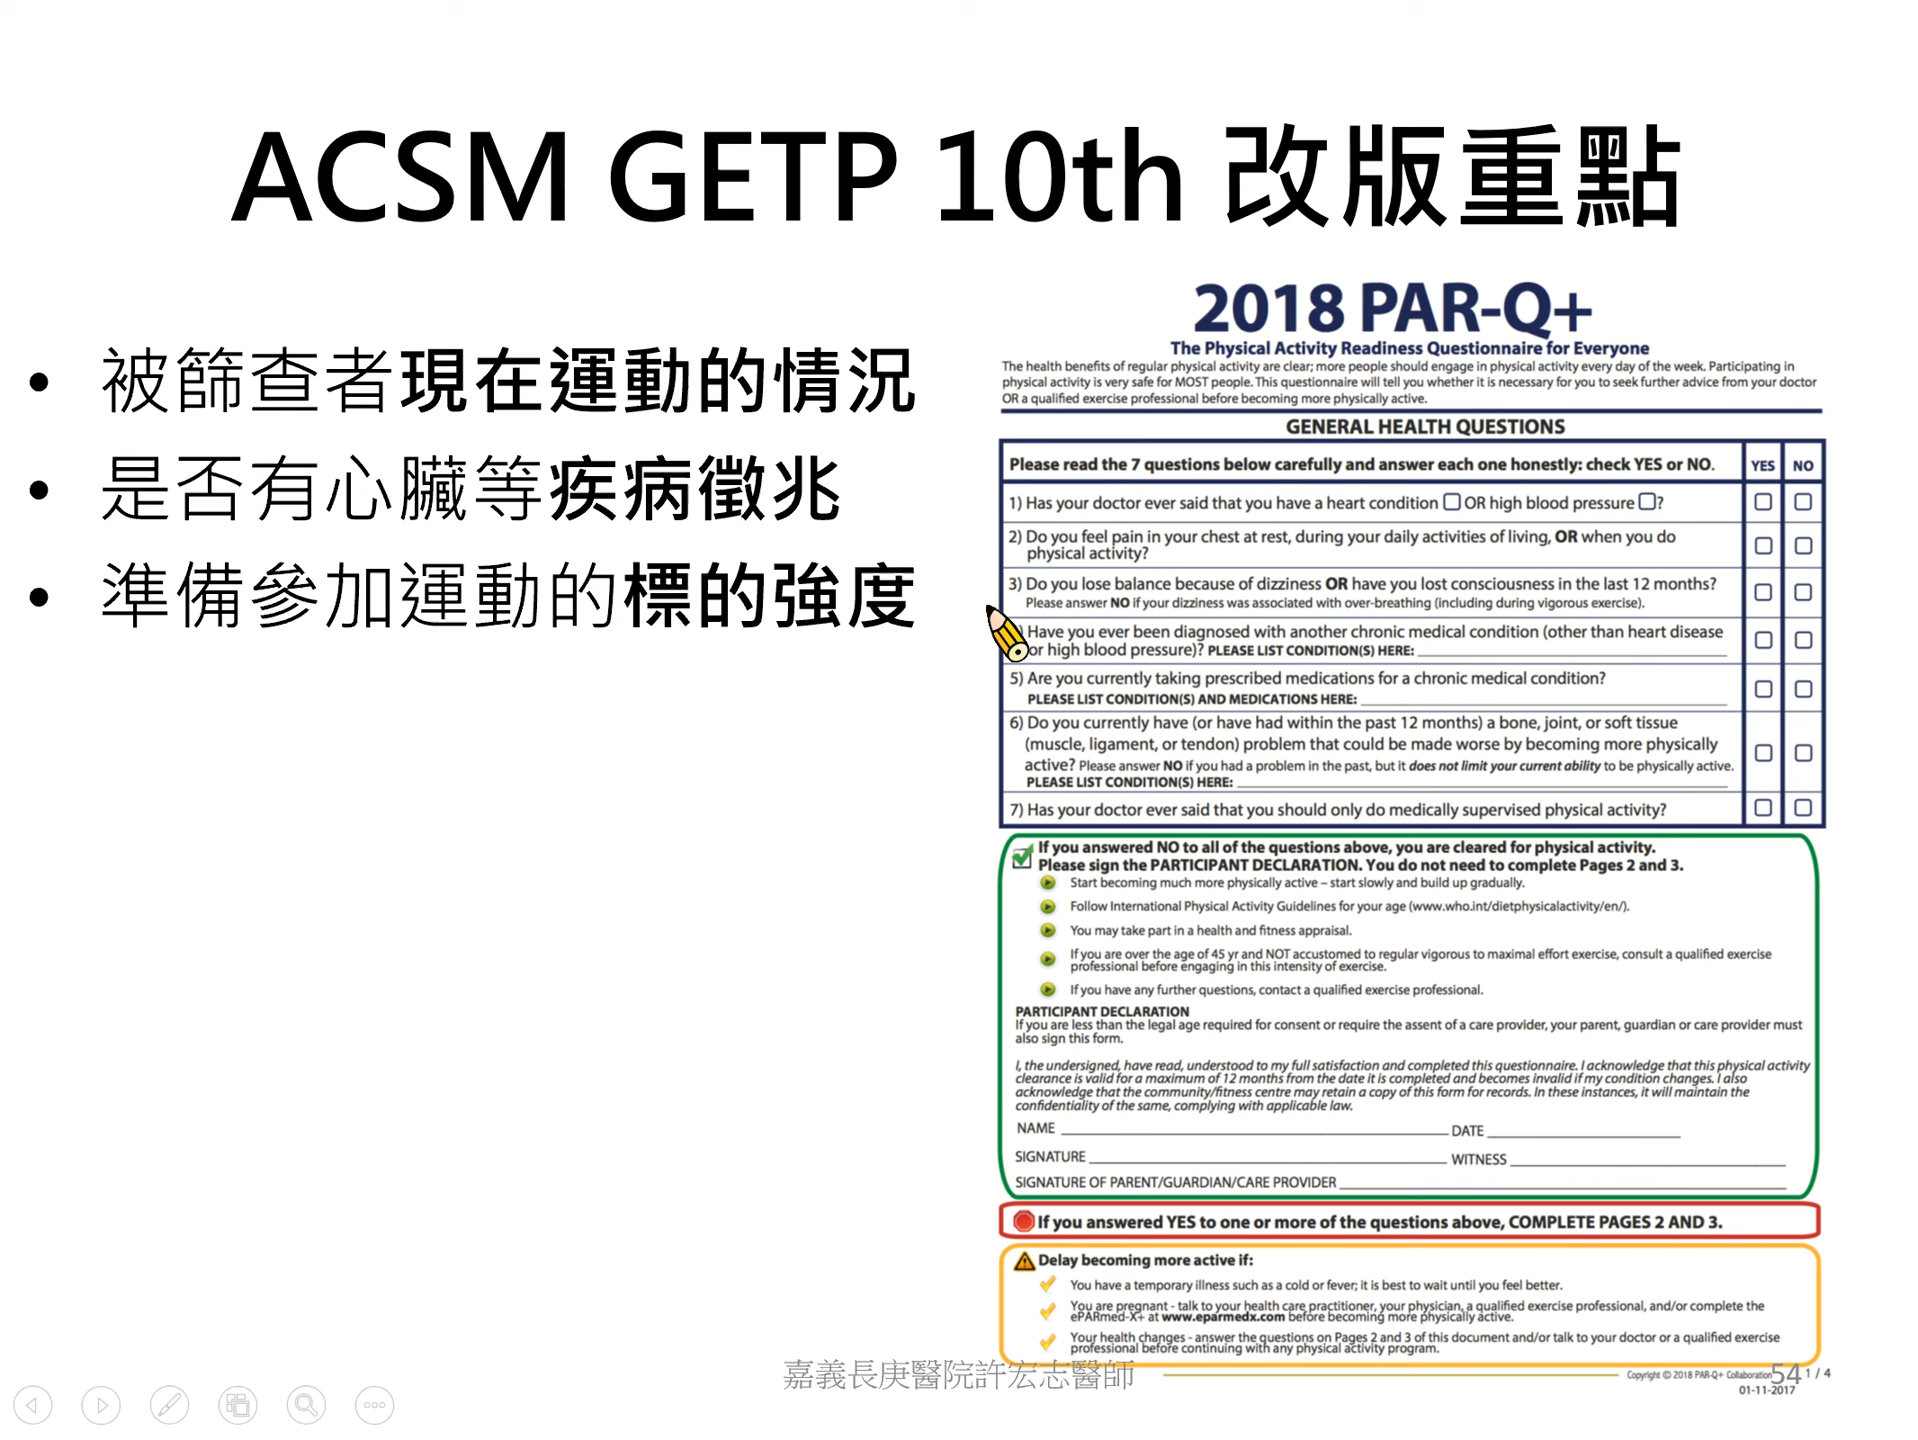 ACSM GETP 10th 改版重點
• 被篩查者現在運動的情況
• 是否有心臟等疾病徵兆
• 準備參加運動的標的強度
2018 PAR-Q+
The Physical Activity Readiness Questionnaire for Everyone
The health benefits of regular physical activity are clear; more people should engage in physical activity every day of the week. Participating in
physical activity is very safe for MOST people. This questionnaire will tell you whether it is necessary for you to seek further advice from your doctor
OR a qualified exercise professional before becoming more physically active.
GENERAL HEALTH QUESTIONS
Please read the 7 questions below carefully and answer each one honestly: check YES or NO. YES NO
1) Has your doctor ever said that you have a heart condition OR high blood pressure ?
2) Do you feel pain in your chest at rest, during your daily activities of living, OR when you do
physical activity?
3) Do you lose balance because of dizziness OR have you lost consciousness in the last 12 months?
Please answer NO if your dizziness was associated with over-breathing (including during vigorous exercise).
Have you ever been diagnosed with another chronic medical condition (other than heart disease
or high blood pressure)? PLEASE LIST CONDITION(S) HERE:
5) Are you currently taking prescribed medications for a chronic medical condition?
PLEASE LIST CONDITION(S) AND MEDICATIONS HERE:
6) Do you currently have (or have had within the past 12 months) a bone, joint, or soft tissue
(muscle, ligament, or tendon) problem that could be made worse by becoming more physically
active? Please answer NO if you had a problem in the past, but it does not limit your current ability to be physically active.
PLEASE LIST CONDITION(S) HERE:
7) Has your doctor ever said that you should only do medically supervised physical activity?
If you answered NO to all of the questions above, you are cleared for physical activity.
Please sign the PARTICIPANT DECLARATION. You do not need to complete Pages 2 and 3.
Start becoming much more physically active – start slowly and build up gradually.
Follow International Physical Activity Guidelines for your age (www.who.int/dietphysicalactivity/en/).
You may take part in a health and fitness appraisal.
If you are over the age of 45 yr and NOT accustomed to regular vigorous to maximal effort exercise, consult a qualified exercise
professional before engaging in this intensity of exercise.
If you have any further questions, contact a qualified exercise professional.
PARTICIPANT DECLARATION
If you are less than the legal age required for consent or require the assent of a care provider, your parent, guardian or care provider must
also sign this form.
I, the undersigned, have read, understood to my full satisfaction and completed this questionnaire. I acknowledge that this physical activity
clearance is valid for a maximum of 12 months from the date it is completed and becomes invalid if my condition changes. I also
acknowledge that the community/fitness centre may retain a copy of this form for records. In these instances, it will maintain the
confidentiality of the same, complying with applicable law.
NAME DATE
SIGNATURE WITNESS
SIGNATURE OF PARENT/GUARDIAN/CARE PROVIDER
If you answered YES to one or more of the questions above, COMPLETE PAGES 2 AND 3.
Delay becoming more active if:
You have a temporary illness such as a cold or fever; it is best to wait until you feel better.
You are pregnant - talk to your health care practitioner, your physician, a qualified exercise professional, and/or complete the
ePARmed-X+ at www.eparmedx.com before becoming more physically active.
Your health changes - answer the questions on Pages 2 and 3 of this document and/or talk to your doctor or a qualified exercise
professional before continuing with any physical activity program.
嘉義長庚醫院許宏志醫師
Copyright © 2018 PAR-Q+ Collaboration 54 1 / 4
01-11-2017